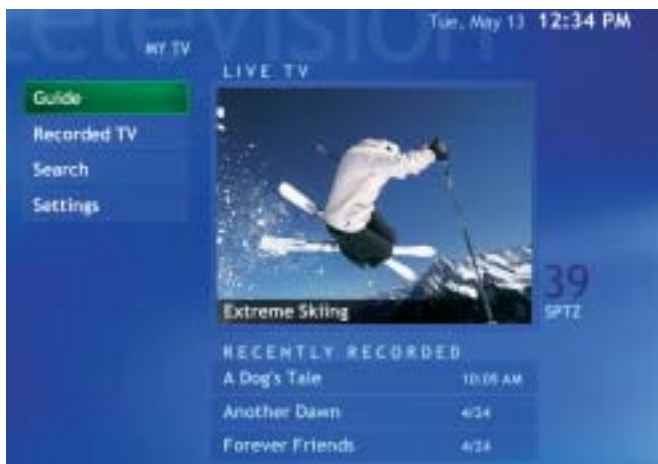 television
Tue, May 13 12:34 PM
MY TV
LIVE TV
Guide
Recorded TV
Search
Settings
Extreme Skiing
39
SPTZ
RECENTLY RECORDED
A Dog's Tale 10:05 AM
Another Dawn 4/24
Forever Friends 4/24